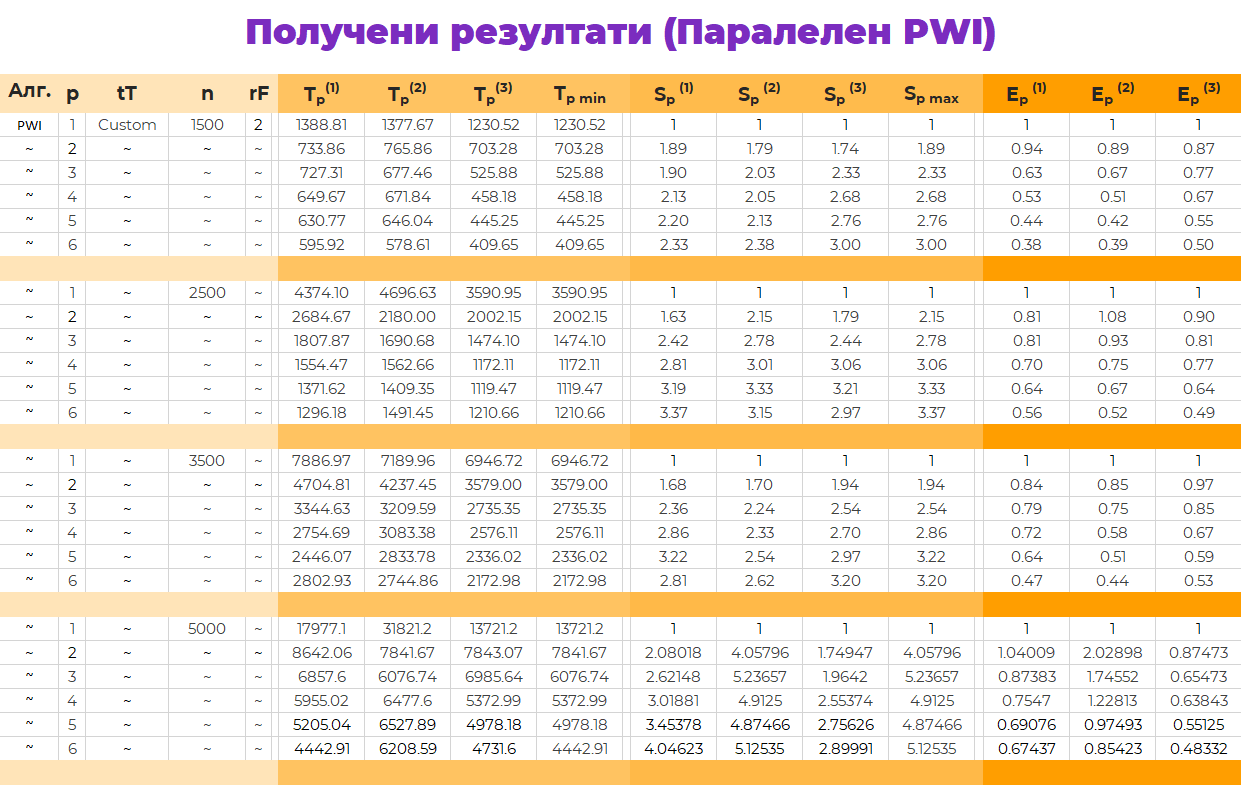 Получени резултати (Паралелен PWI)
Алг. p tT n rF Tp (1) Tp (2) Tp (3) Tp min Sp (1) Sp (2) Sp (3) Sp max Ep (1) Ep (2) Ep (3)
PWI 1 Custom 1500 2 1388.81 1377.67 1230.52 1230.52 1 1 1 1 1 1 1
~ 2 ~ ~ ~ 733.86 765.86 703.28 703.28 1.89 1.79 1.74 1.89 0.94 0.89 0.87
~ 3 ~ ~ ~ 727.31 677.46 525.88 525.88 1.90 2.03 2.33 2.33 0.63 0.67 0.77
~ 4 ~ ~ ~ 649.67 671.84 458.18 458.18 2.13 2.05 2.68 2.68 0.53 0.51 0.67
~ 5 ~ ~ ~ 630.77 646.04 445.25 445.25 2.20 2.13 2.76 2.76 0.44 0.42 0.55
~ 6 ~ ~ ~ 595.92 578.61 409.65 409.65 2.33 2.38 3.00 3.00 0.38 0.39 0.50
~ 1 ~ 2500 ~ 4374.10 4696.63 3590.95 3590.95 1 1 1 1 1 1 1
~ 2 ~ ~ ~ 2684.67 2180.00 2002.15 2002.15 1.63 2.15 1.79 2.15 0.81 1.08 0.90
~ 3 ~ ~ ~ 1807.87 1690.68 1474.10 1474.10 2.42 2.78 2.44 2.78 0.81 0.93 0.81
~ 4 ~ ~ ~ 1554.47 1562.66 1172.11 1172.11 2.81 3.01 3.06 3.06 0.70 0.75 0.77
~ 5 ~ ~ ~ 1371.62 1409.35 1119.47 1119.47 3.19 3.33 3.21 3.33 0.64 0.67 0.64
~ 6 ~ ~ ~ 1296.18 1491.45 1210.66 1210.66 3.37 3.15 2.97 3.37 0.56 0.52 0.49
~ 1 ~ 3500 ~ 7886.97 7189.96 6946.72 6946.72 1 1 1 1 1 1 1
~ 2 ~ ~ ~ 4704.81 4237.45 3579.00 3579.00 1.68 1.70 1.94 1.94 0.84 0.85 0.97
~ 3 ~ ~ ~ 3344.63 3209.59 2735.35 2735.35 2.36 2.24 2.54 2.54 0.79 0.75 0.85
~ 4 ~ ~ ~ 2754.69 3083.38 2576.11 2576.11 2.86 2.33 2.70 2.86 0.72 0.58 0.67
~ 5 ~ ~ ~ 2446.07 2833.78 2336.02 2336.02 3.22 2.54 2.97 3.22 0.64 0.51 0.59
~ 6 ~ ~ ~ 2802.93 2744.86 2172.98 2172.98 2.81 2.62 3.20 3.20 0.47 0.44 0.53
~ 1 ~ 5000 ~ 17977.1 31821.2 13721.2 13721.2 1 1 1 1 1 1 1
~ 2 ~ ~ ~ 8642.06 7841.67 7843.07 7841.67 2.08018 4.05796 1.74947 4.05796 1.04009 2.02898 0.87473
~ 3 ~ ~ ~ 6857.6 6076.74 6985.64 6076.74 2.62148 5.23657 1.9642 5.23657 0.87383 1.74552 0.65473
~ 4 ~ ~ ~ 5955.02 6477.6 5372.99 5372.99 3.01881 4.9125 2.55374 4.9125 0.7547 1.22813 0.63843
~ 5 ~ ~ ~ 5205.04 6527.89 4978.18 4978.18 3.45378 4.87466 2.75626 4.87466 0.69076 0.97493 0.55125
~ 6 ~ ~ ~ 4442.91 6208.59 4731.6 4442.91 4.04623 5.12535 2.89991 5.12535 0.67437 0.85423 0.48332